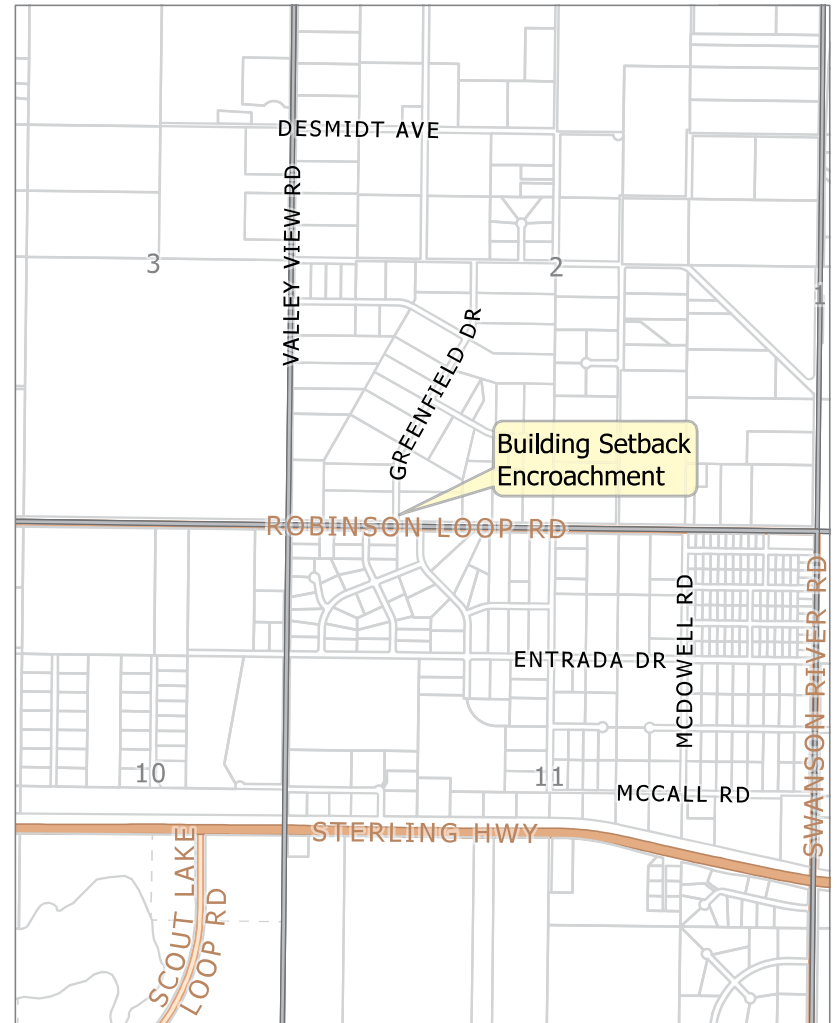 DESMIDT AVE
VALLEY VIEW RD
3
2
1
GREENFIELD DR
Building Setback
Encroachment
ROBINSON LOOP RD
MCDOWELL RD
SWANSON RIVER RD
ENTRADA DR
10
11
MCCALL RD
STERLING HWY
SCOUT LAKE
LOOP RD